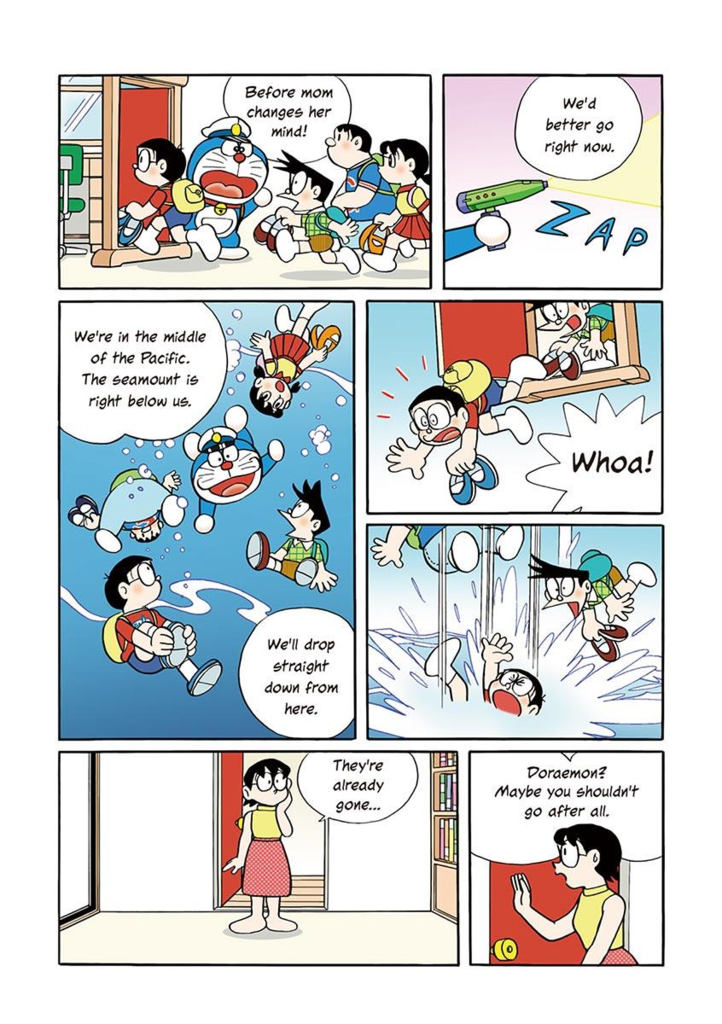 We'd
better go
right now.
ZAP
Before mom
changes her
mind!
Whoa!
We're in the middle
of the Pacific.
The seamount is
right below us.
We'll drop
straight
down from
here.
Doraemon?
Maybe you shouldn't
go after all.
They're
already
gone...